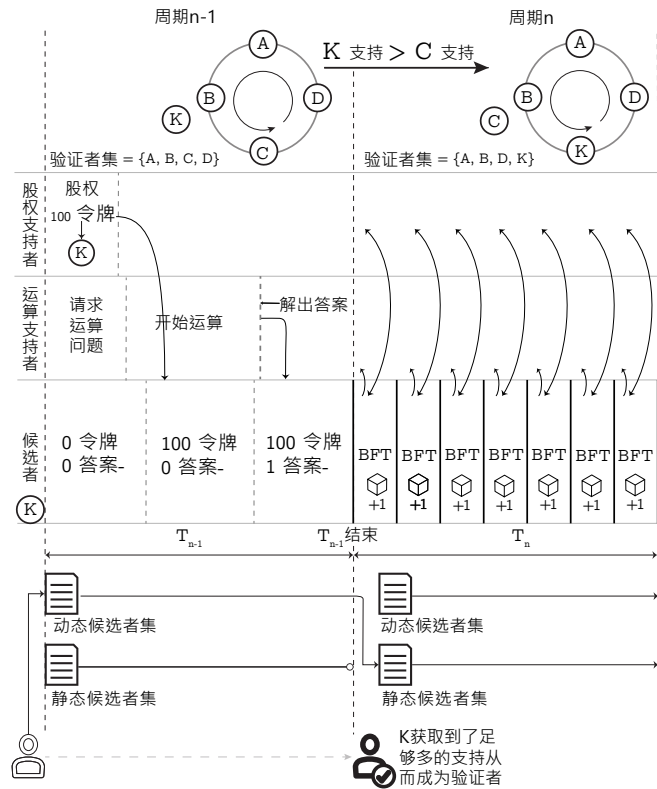 周期n-1
周期n
A
B
D
C
K
K 支持 > C 支持
A
B
D
K
C
验证者集 = {A, B, C, D}
验证者集 = {A, B, D, K}
股权支持者
股权
100 令牌
K
运算支持者
请求
运算
问题
开始运算
解出答案
候选者
K
0 令牌
0 答案-
100 令牌
0 答案-
100 令牌
1 答案-
BFT
+1
BFT
+1
BFT
+1
BFT
+1
BFT
+1
BFT
+1
BFT
+1
Tn-1
Tn-1结束
Tn
动态候选者集
动态候选者集
静态候选者集
静态候选者集
K获取到了足
够多的支持从
而成为验证者